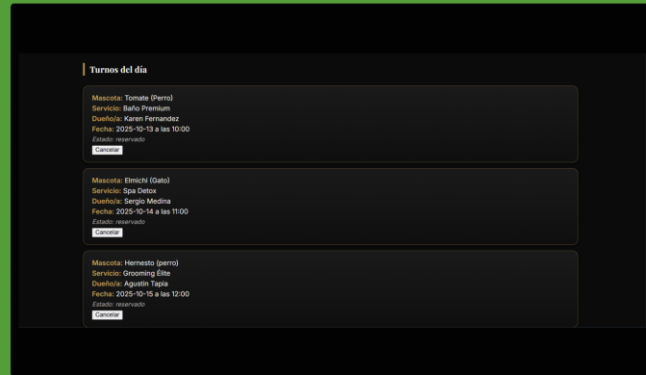 Turnos del día
Mascota: Tomate (Perro)
Servicio: Baño Premium
Dueño/a: Karen Fernandez
Fecha: 2025-10-13 a las 10:00
Estado: reservado
Cancelar
Mascota: Elmichi (Gato)
Servicio: Spa Detox
Dueño/a: Sergio Medina
Fecha: 2025-10-14 a las 11:00
Estado: reservado
Cancelar
Mascota: Hernesto (perro)
Servicio: Grooming Élite
Dueño/a: Agustin Tapia
Fecha: 2025-10-15 a las 12:00
Estado: reservado
Cancelar